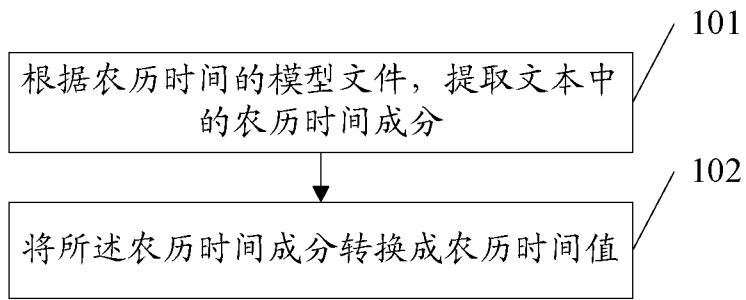 101
根据农历时间的模型文件，提取文本中
的农历时间成分
102
将所述农历时间成分转换成农历时间值